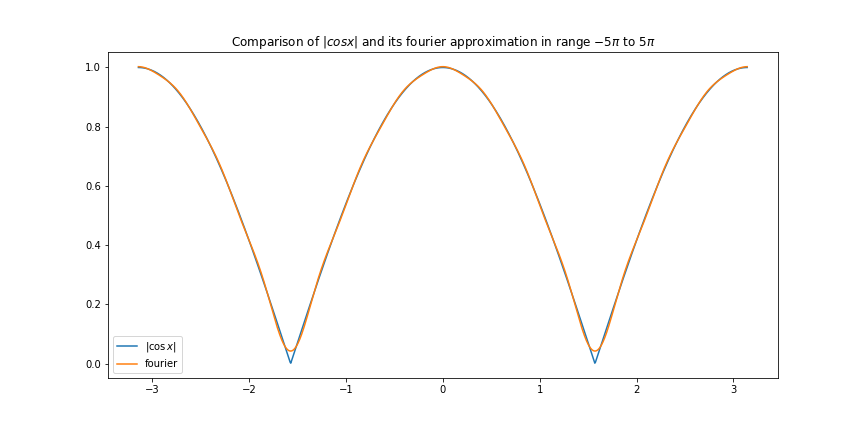 Comparison of |cosx| and its fourier approximation in range −5π to 5π
1.0
0.8
0.6
0.4
0.2
0.0
|cos x|
fourier
−3 −2 −1 0 1 2 3